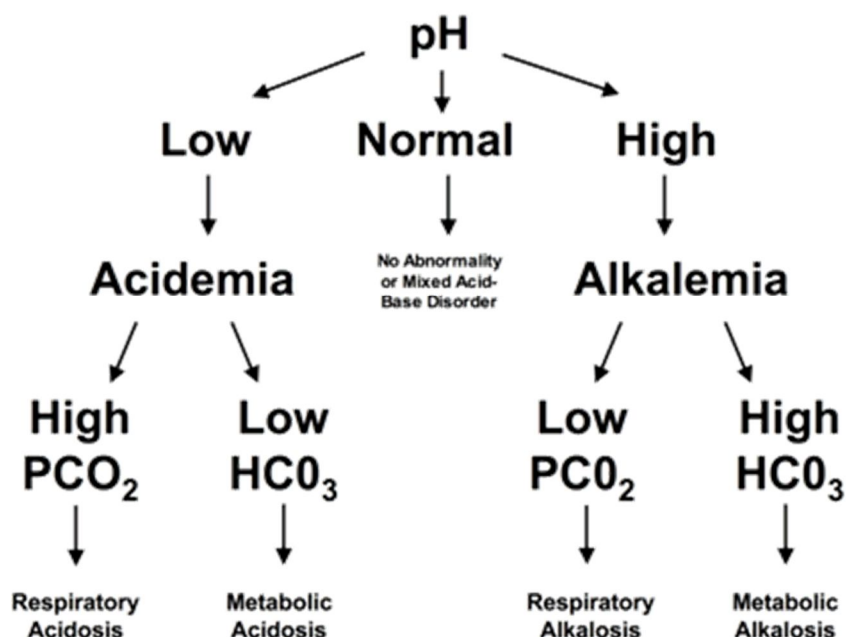 pH
Low Normal High
Acidemia
No Abnormality
or Mixed Acid-
Base Disorder
Alkalemia
High
PCO₂
Low
HC0₃
Low
PC0₂
High
HC0₃
Respiratory
Acidosis
Metabolic
Acidosis
Respiratory
Alkalosis
Metabolic
Alkalosis